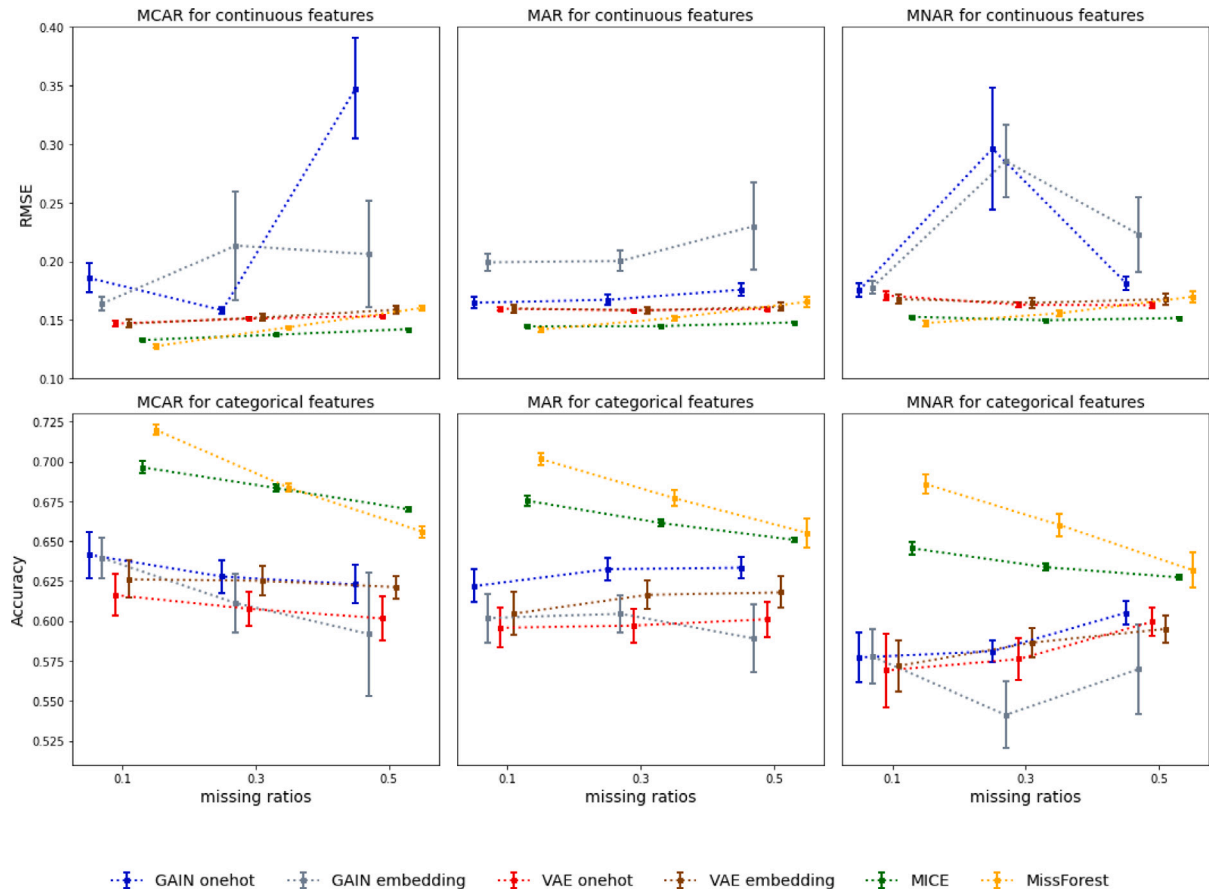 MCAR for continuous features
MAR for continuous features
MNAR for continuous features
RMSE
0.40
0.35
0.30
0.25
0.20
0.15
0.10
MCAR for categorical features
MAR for categorical features
MNAR for categorical features
Accuracy
0.725
0.700
0.675
0.650
0.625
0.600
0.575
0.550
0.525
0.1 0.3 0.5
missing ratios
0.1 0.3 0.5
missing ratios
0.1 0.3 0.5
missing ratios
GAIN onehot GAIN embedding VAE onehot VAE embedding MICE MissForest